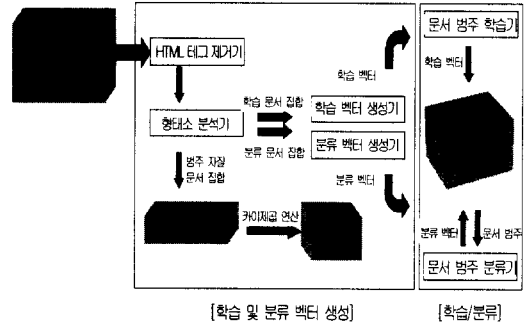 HTML 테그 제거기
형태소 분석기
학습 문서 집합
분류 문서 집합
학습 벡터 생성기
분류 벡터 생성기
학습 벡터
분류 벡터
범주 자질
문서 집합
카이제곱 연산
문서 범주 학습기
학습 벡터
분류 벡터
문서 범주
문서 범주 분류기
[학습 및 분류 벡터 생성]
[학습/분류]